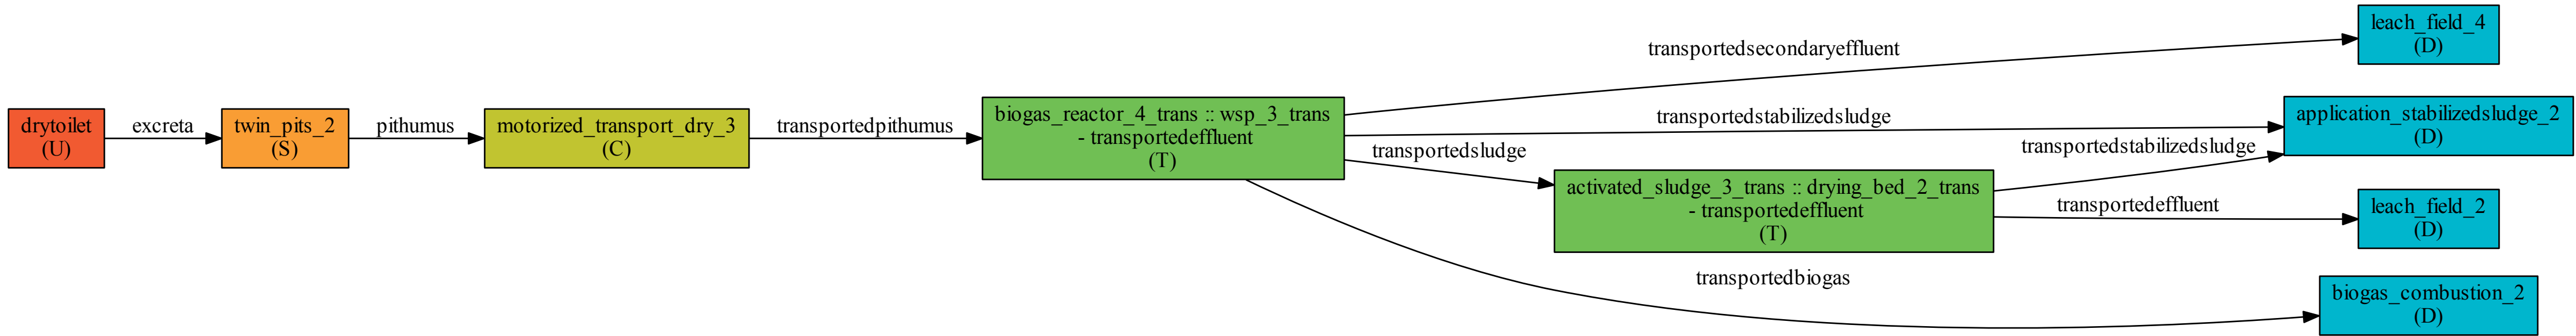 drytoilet
(U)
excreta
twin_pits_2
(S)
pithumus
motorized_transport_dry_3
(C)
transportedpithumus
biogas_reactor_4_trans :: wsp_3_trans
- transportedeffluent
(T)
transportedsecondaryeffluent
transportedstabilizedsludge
transportedsludge
transportedbiogas
activated_sludge_3_trans :: drying_bed_2_trans
- transportedeffluent
(T)
transportedstabilizedsludge
transportedeffluent
leach_field_4
(D)
application_stabilizedsludge_2
(D)
leach_field_2
(D)
biogas_combustion_2
(D)